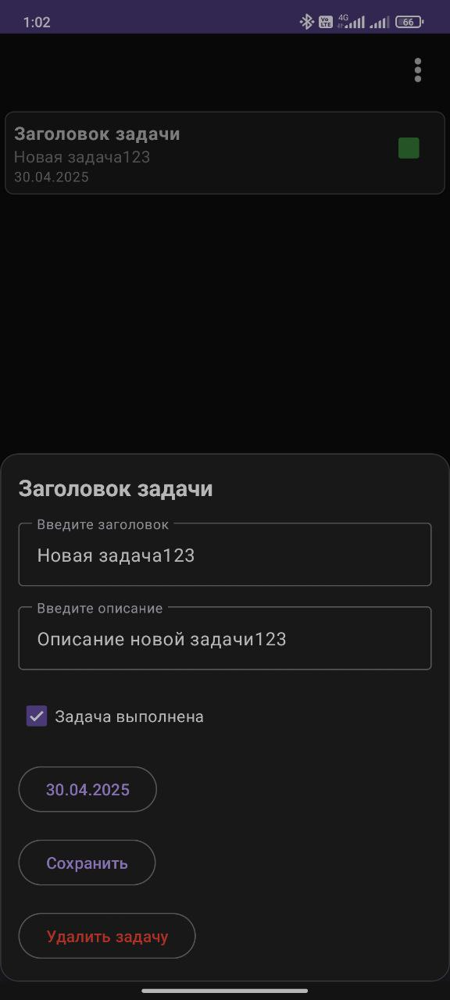 1:02
Vo LTE 4G 66
Заголовок задачи
Новая задача123
30.04.2025
Заголовок задачи
Введите заголовок
Новая задача123
Введите описание
Описание новой задачи123
Задача выполнена
30.04.2025
Сохранить
Удалить задачу